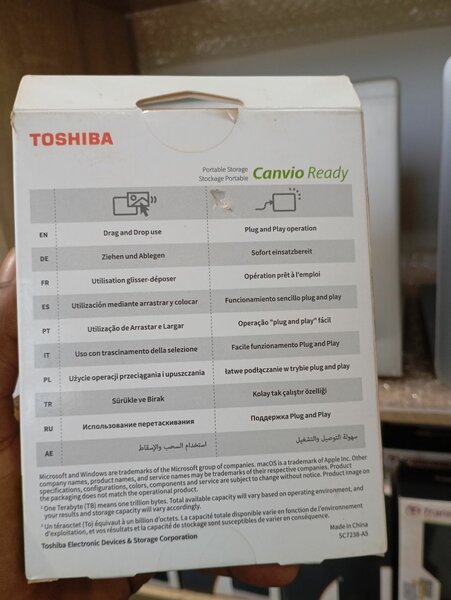 TOSHIBA
Portable Storage
Stockage Portable
Canvio Ready
EN Drag and Drop use Plug and Play operation
DE Ziehen und Ablegen Sofort einsatzbereit
FR Utilisation glisser-déposer Opération prêt à l'emploi
ES Utilización mediante arrastrar y colocar Funcionamiento sencillo plug and play
PT Utilização de Arrastar e Largar Operação "plug and play" fácil
IT Uso con trascinamento della selezione Facile funzionamento Plug and Play
PL Użycie operacji przeciągania i upuszczania łatwe podłączanie w trybie plug and play
TR Sürükle ve Bırak Kolay tak çalıştır özelliği
RU Использование перетаскивания Поддержка Plug and Play
AE استخدام السحب والإسقاط سهولة التوصيل والتشغيل
Microsoft and Windows are trademarks of the Microsoft group of companies. macOS is a trademark of Apple Inc. Other
company names, product names, and service names may be trademarks of their respective companies. Product
specifications, configurations, colors, components and service are subject to change without notice. Product image on
the packaging does not match the operational product.
One Terabyte (TB) means one trillion bytes. Total available capacity will vary based on operating environment, and
your results and storage capacity will vary accordingly.
Un téraoctet (To) équivaut à un billion d'octets. La capacité totale disponible varie en fonction de l'environnement
d'exploitation, et vos résultats et la capacité de stockage sont susceptibles de varier en conséquence.
Toshiba Electronic Devices & Storage Corporation
Made in China
SC7238-A5